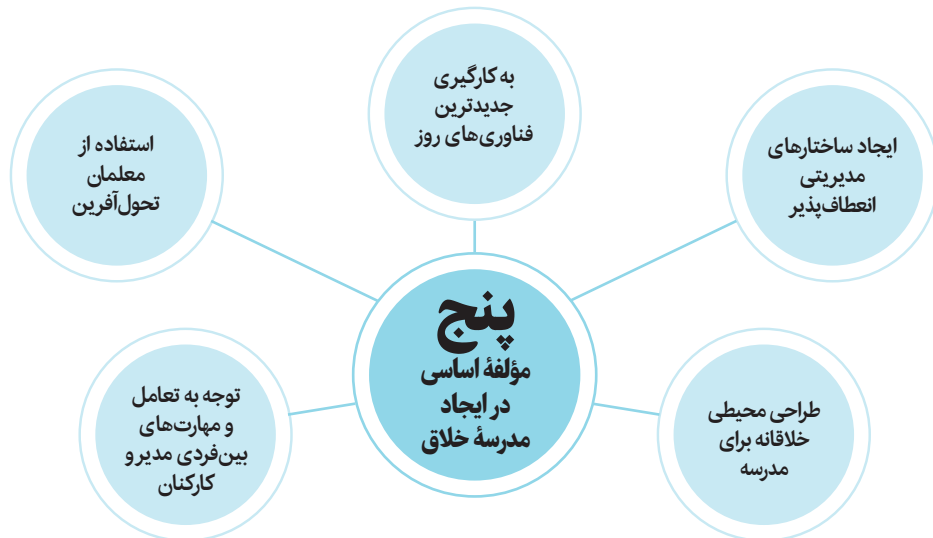 پنج
مؤلفهٔ اساسی
در ایجاد
مدرسهٔ خلاق
ایجاد ساختارهای
مدیریتی
انعطاف‌پذیر
به کارگیری
جدیدترین
فناوری‌های روز
استفاده از
معلمان
تحول‌آفرین
طراحی محیطی
خلاقانه برای
مدرسه
توجه به تعامل
و مهارت‌های
بین‌فردی مدیر و
کارکنان